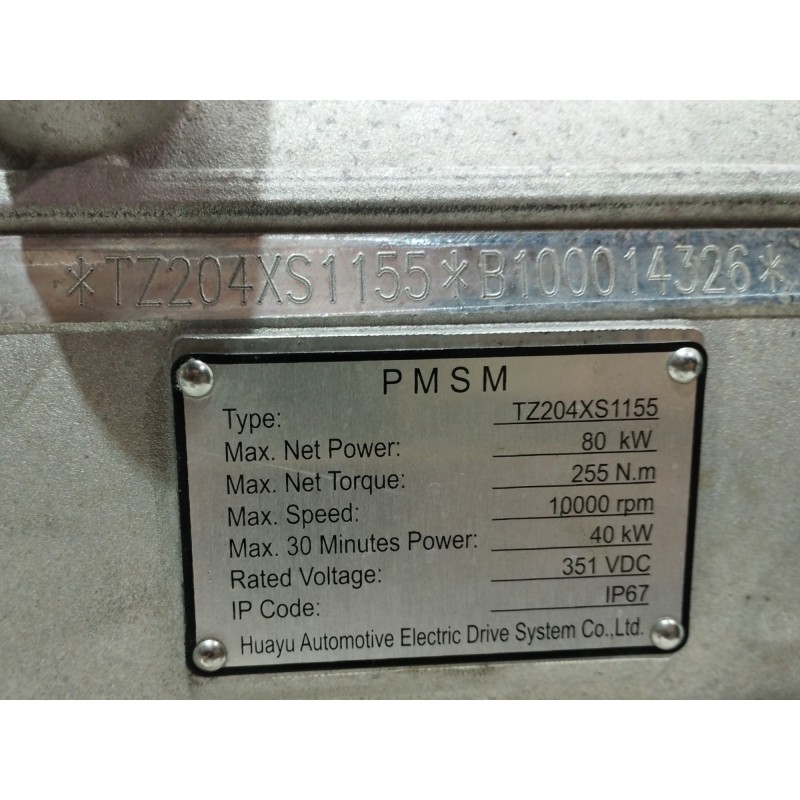 *TZ204XS1155*B100014326*
PMSM
Type: TZ204XS1155
Max. Net Power: 80 kW
Max. Net Torque: 255 N.m
Max. Speed: 10000 rpm
Max. 30 Minutes Power: 40 kW
Rated Voltage: 351 VDC
IP Code: IP67
Huayu Automotive Electric Drive System Co.,Ltd.